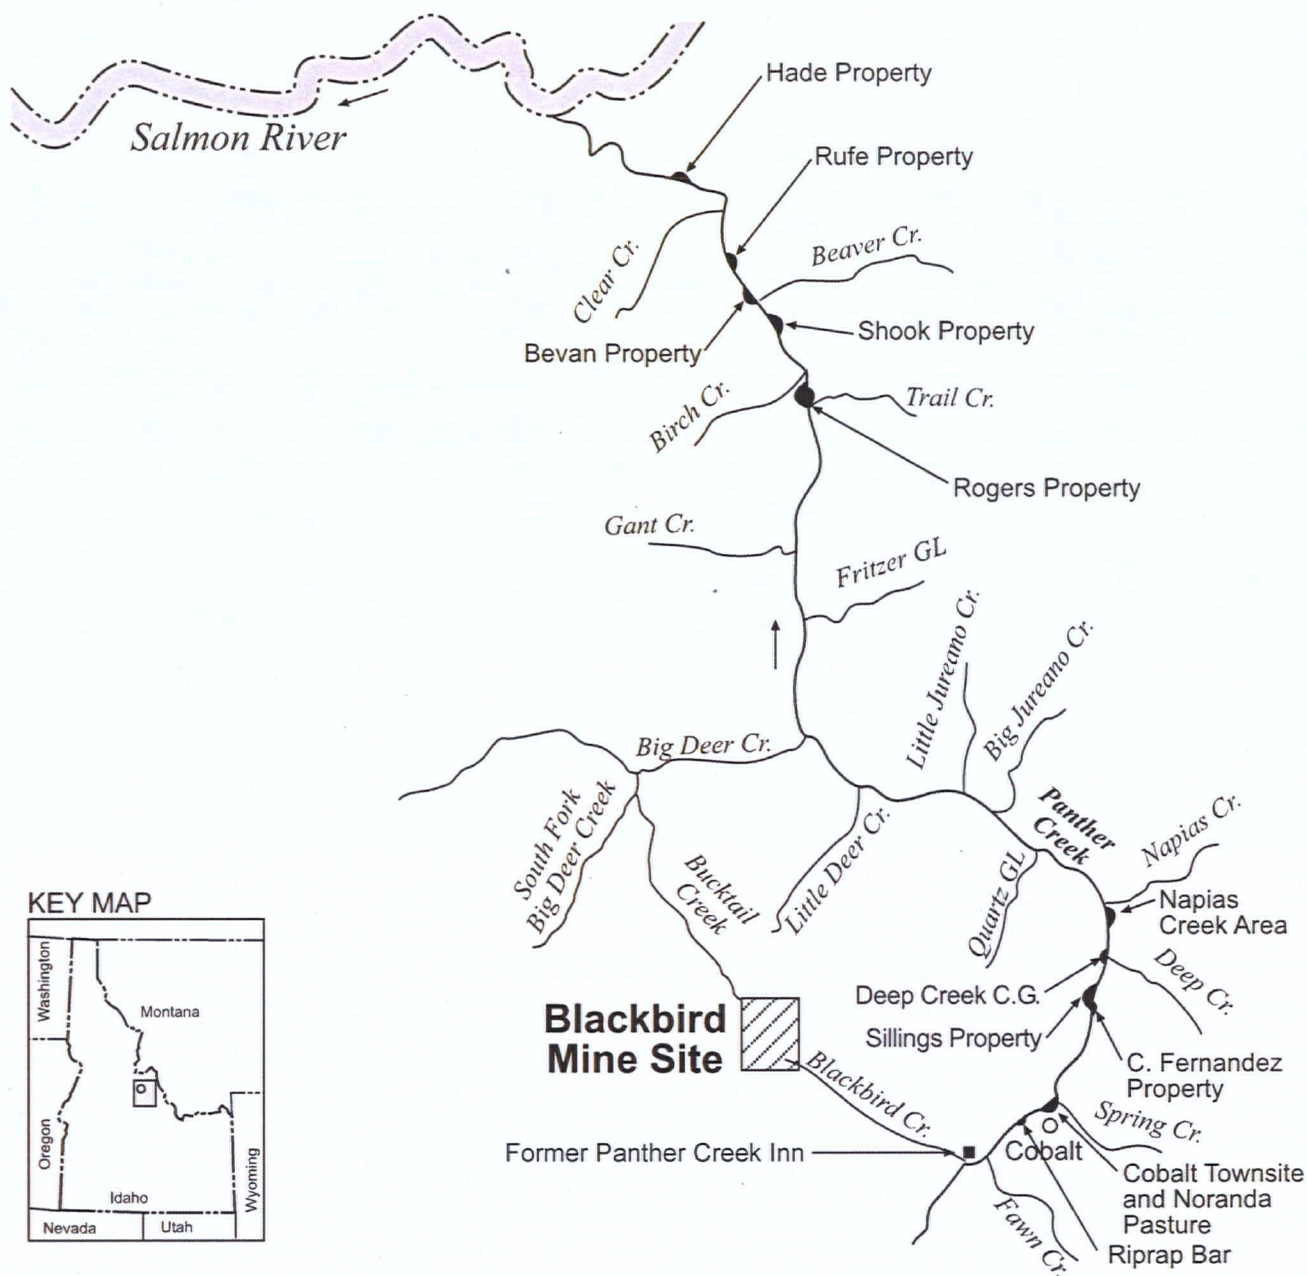 Hade Property
Salmon River
Rufe Property
Beaver Cr.
Clear Cr.
Shook Property
Bevan Property
Birch Cr.
Trail Cr.
Rogers Property
Gant Cr.
Fritzer GL
Little Jureano Cr.
Big Jureano Cr.
Big Deer Cr.
South Fork
Big Deer Creek
Bucktail
Creek
Little Deer Cr.
Panther
Creek
Napias Cr.
Quartz GL
Napias
Creek Area
Deep Cr.
Deep Creek C.G.
Sillings Property
C. Fernandez
Property
Blackbird
Mine Site
Blackbird Cr.
Spring Cr.
Cobalt
Former Panther Creek Inn
Cobalt Townsite
and Noranda
Pasture
Fawn Cr.
Riprap Bar
KEY MAP
Washington
Montana
Oregon
Idaho
Wyoming
Nevada
Utah